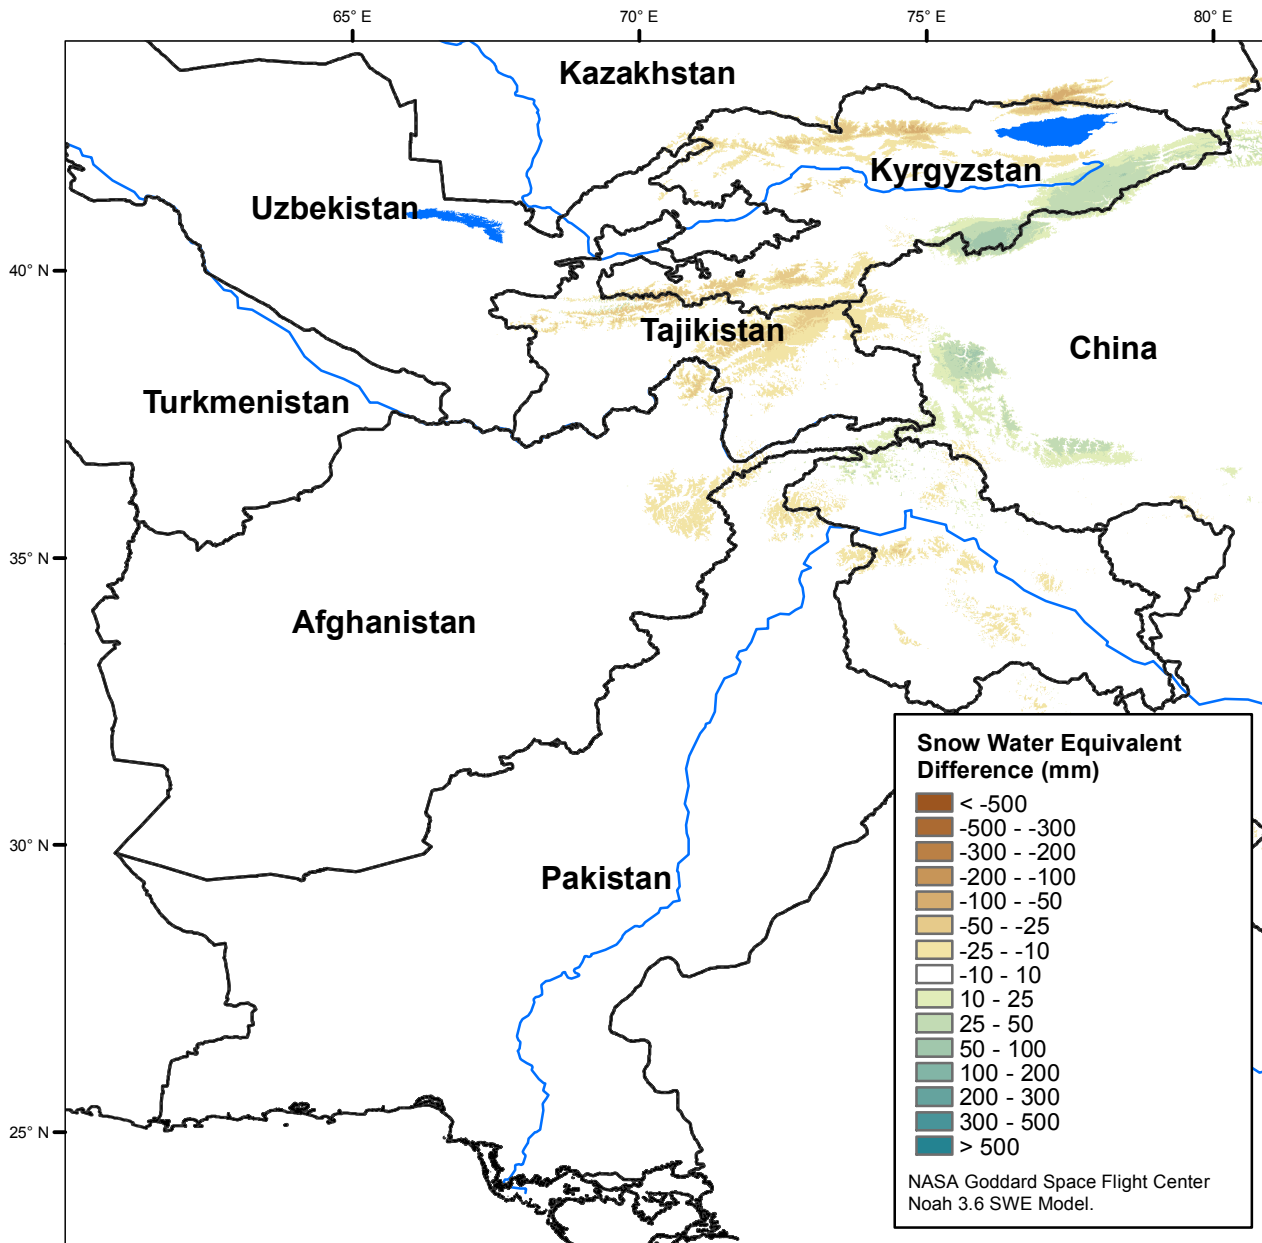 65° E
70° E
75° E
80° E
Kazakhstan
Kyrgyzstan
Uzbekistan
40° N
Tajikistan
China
Turkmenistan
35° N
Afghanistan
Snow Water Equivalent
Difference (mm)
< -500
-500 - -300
-300 - -200
-200 - -100
-100 - -50
-50 - -25
-25 - -10
-10 - 10
10 - 25
25 - 50
50 - 100
100 - 200
200 - 300
300 - 500
> 500
NASA Goddard Space Flight Center
Noah 3.6 SWE Model.
30° N
Pakistan
25° N